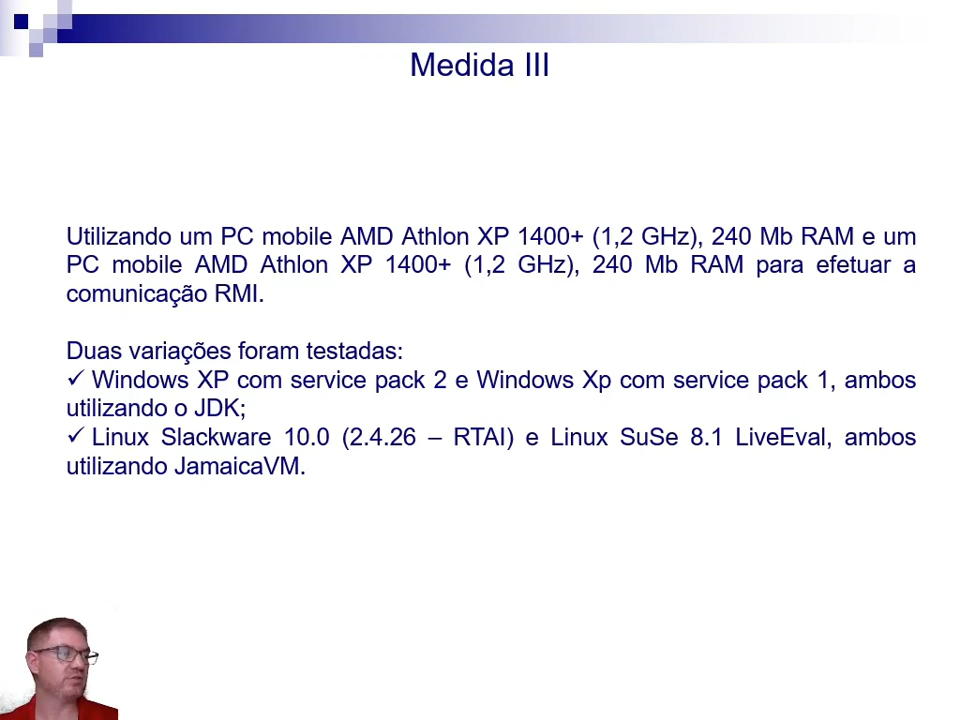 Medida III
Utilizando um PC mobile AMD Athlon XP 1400+ (1,2 GHz), 240 Mb RAM e um
PC mobile AMD Athlon XP 1400+ (1,2 GHz), 240 Mb RAM para efetuar a
comunicação RMI.
Duas variações foram testadas:
✓ Windows XP com service pack 2 e Windows Xp com service pack 1, ambos
utilizando o JDK;
✓ Linux Slackware 10.0 (2.4.26 – RTAI) e Linux SuSe 8.1 LiveEval, ambos
utilizando JamaicaVM.